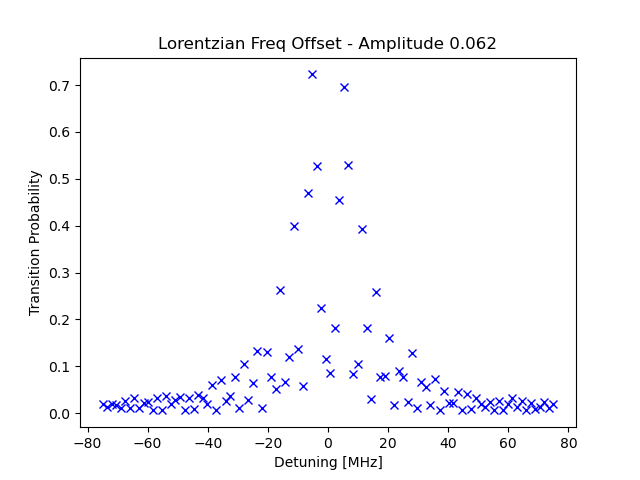 Lorentzian Freq Offset - Amplitude 0.062
0.7
0.6
0.5
0.4
0.3
0.2
0.1
0.0
Transition Probability
−80 −60 −40 −20 0 20 40 60 80
Detuning [MHz]